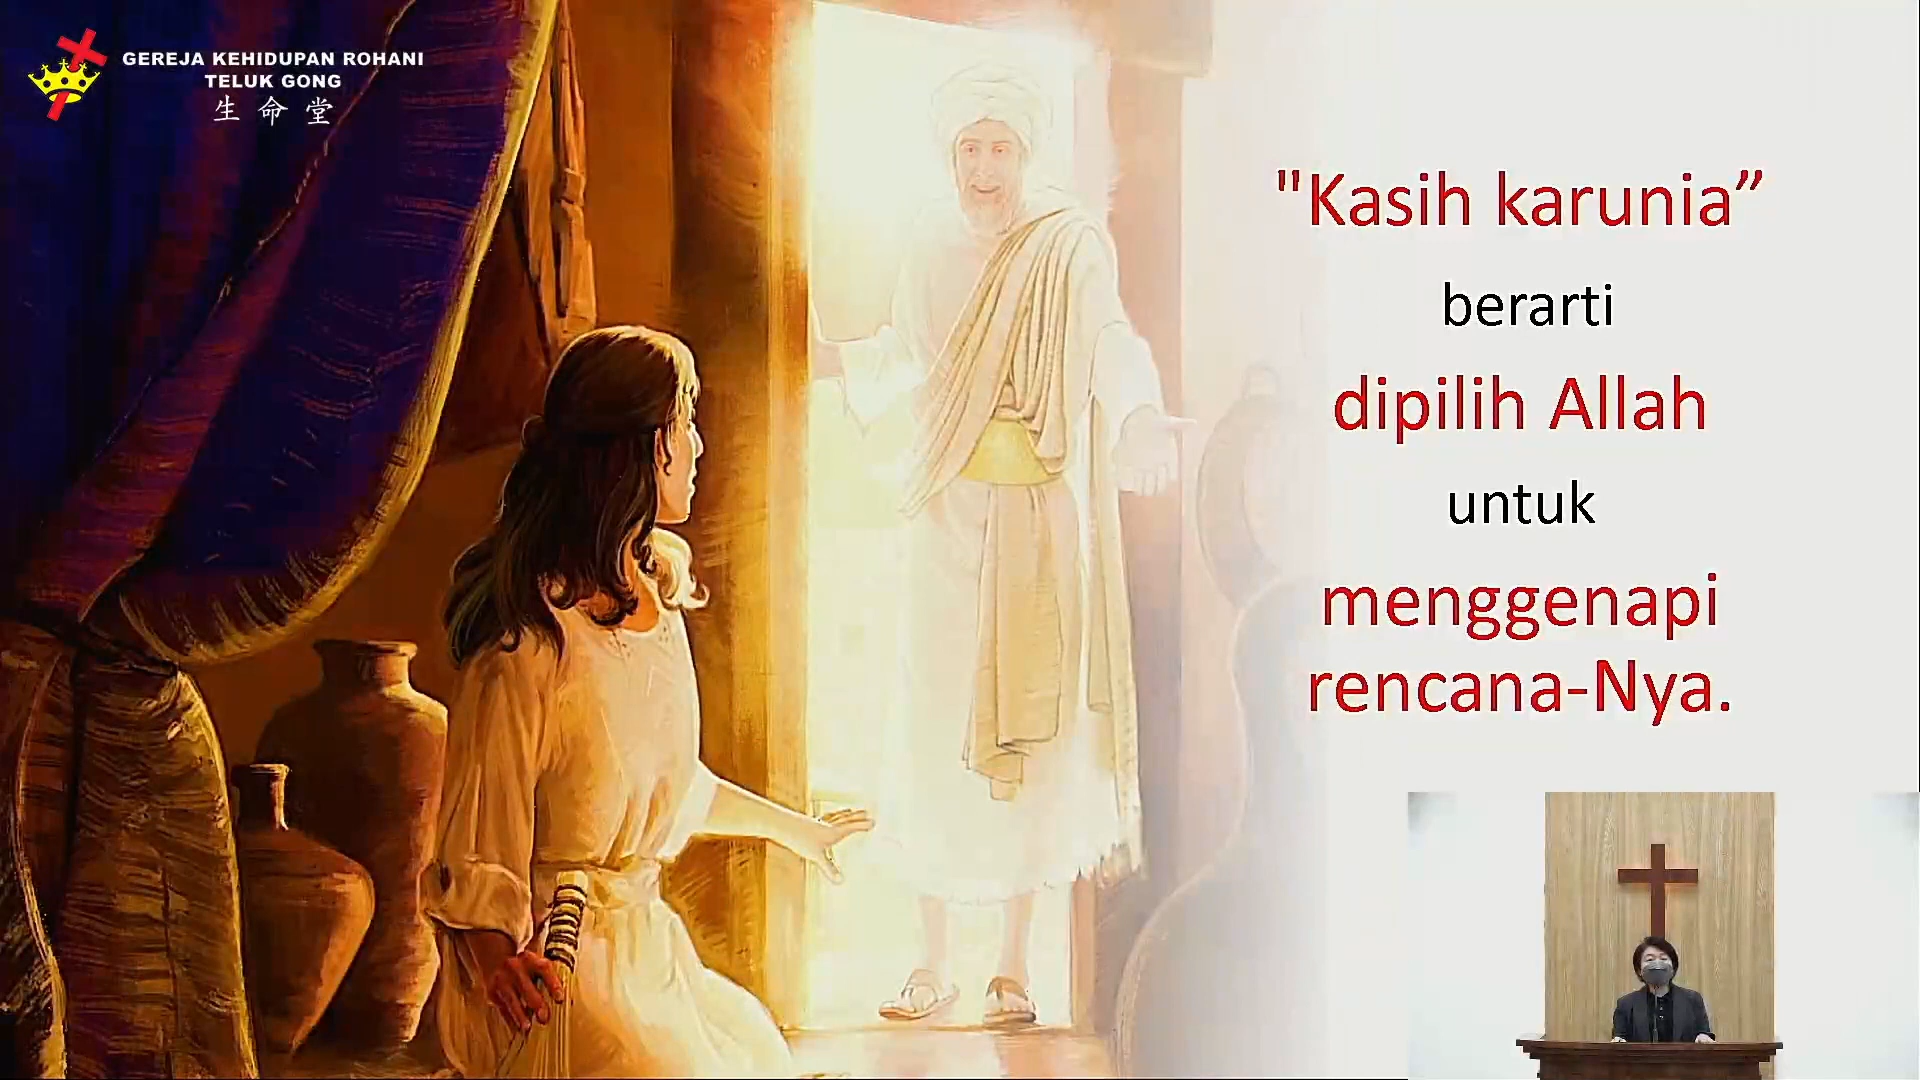 GEREJA KEHIDUPAN ROHANI
TELUK GONG
生命堂
"Kasih karunia”
berarti
dipilih Allah
untuk
menggenapi
rencana-Nya.